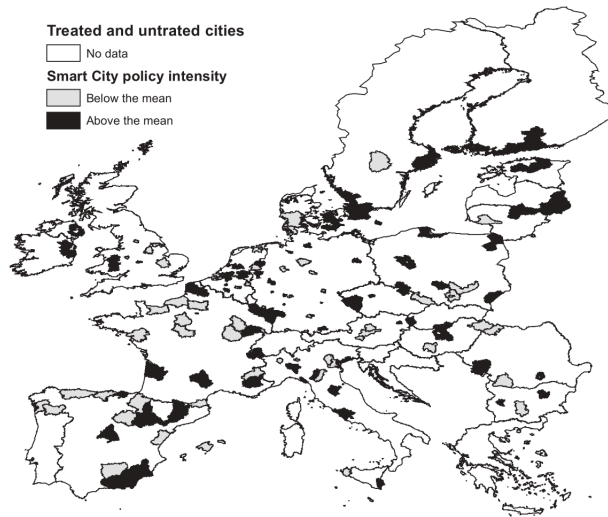 Treated and untrated cities
No data
Smart City policy intensity
Below the mean
Above the mean